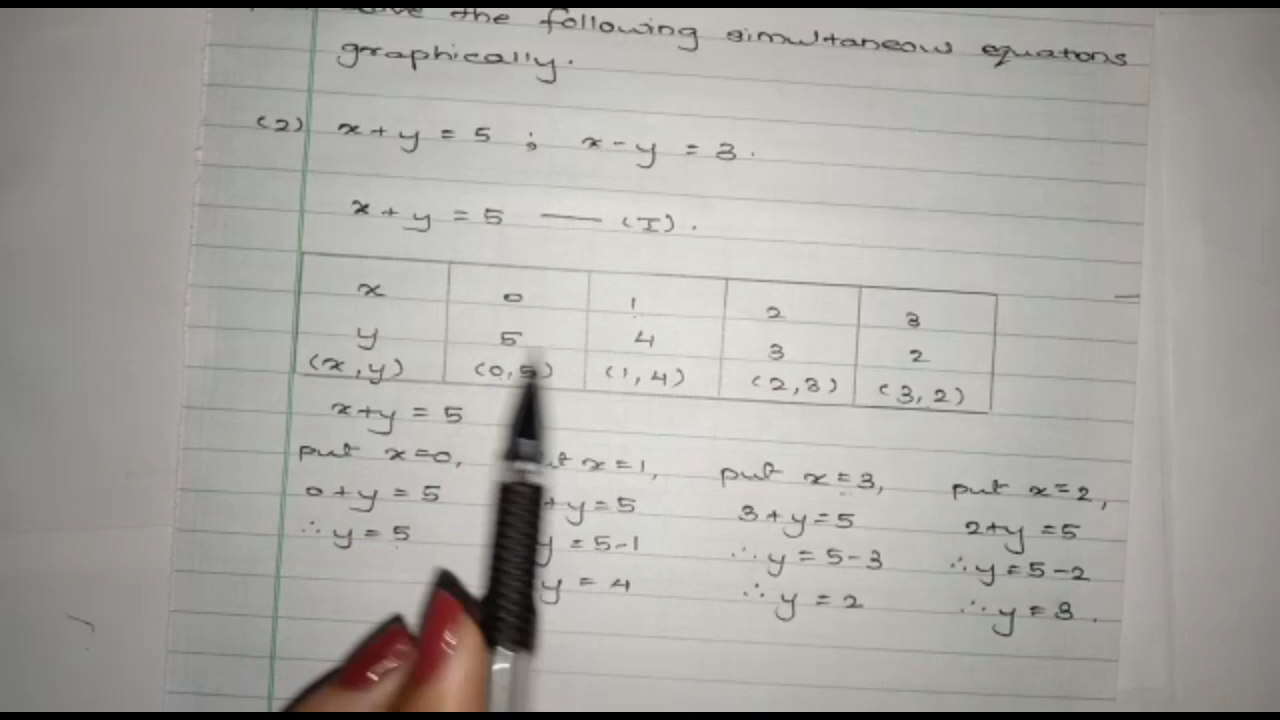 the following simultaneous equatons
graphically.
(2) x + y = 5 ; x - y = 3.
x + y = 5 —— (I).
x 0 1 2 3
y 5 4 3 2
(x,y) (0,5) (1,4) (2,3) (3,2)
x+y = 5
put x=0, x=1, put x=3, put x=2,
0+y = 5 +y=5 3+y=5 2+y=5
∴y = 5 y = 5-1 ∴y = 5-3 ∴y=5-2
y = 4 ∴y = 2 ∴y=3.